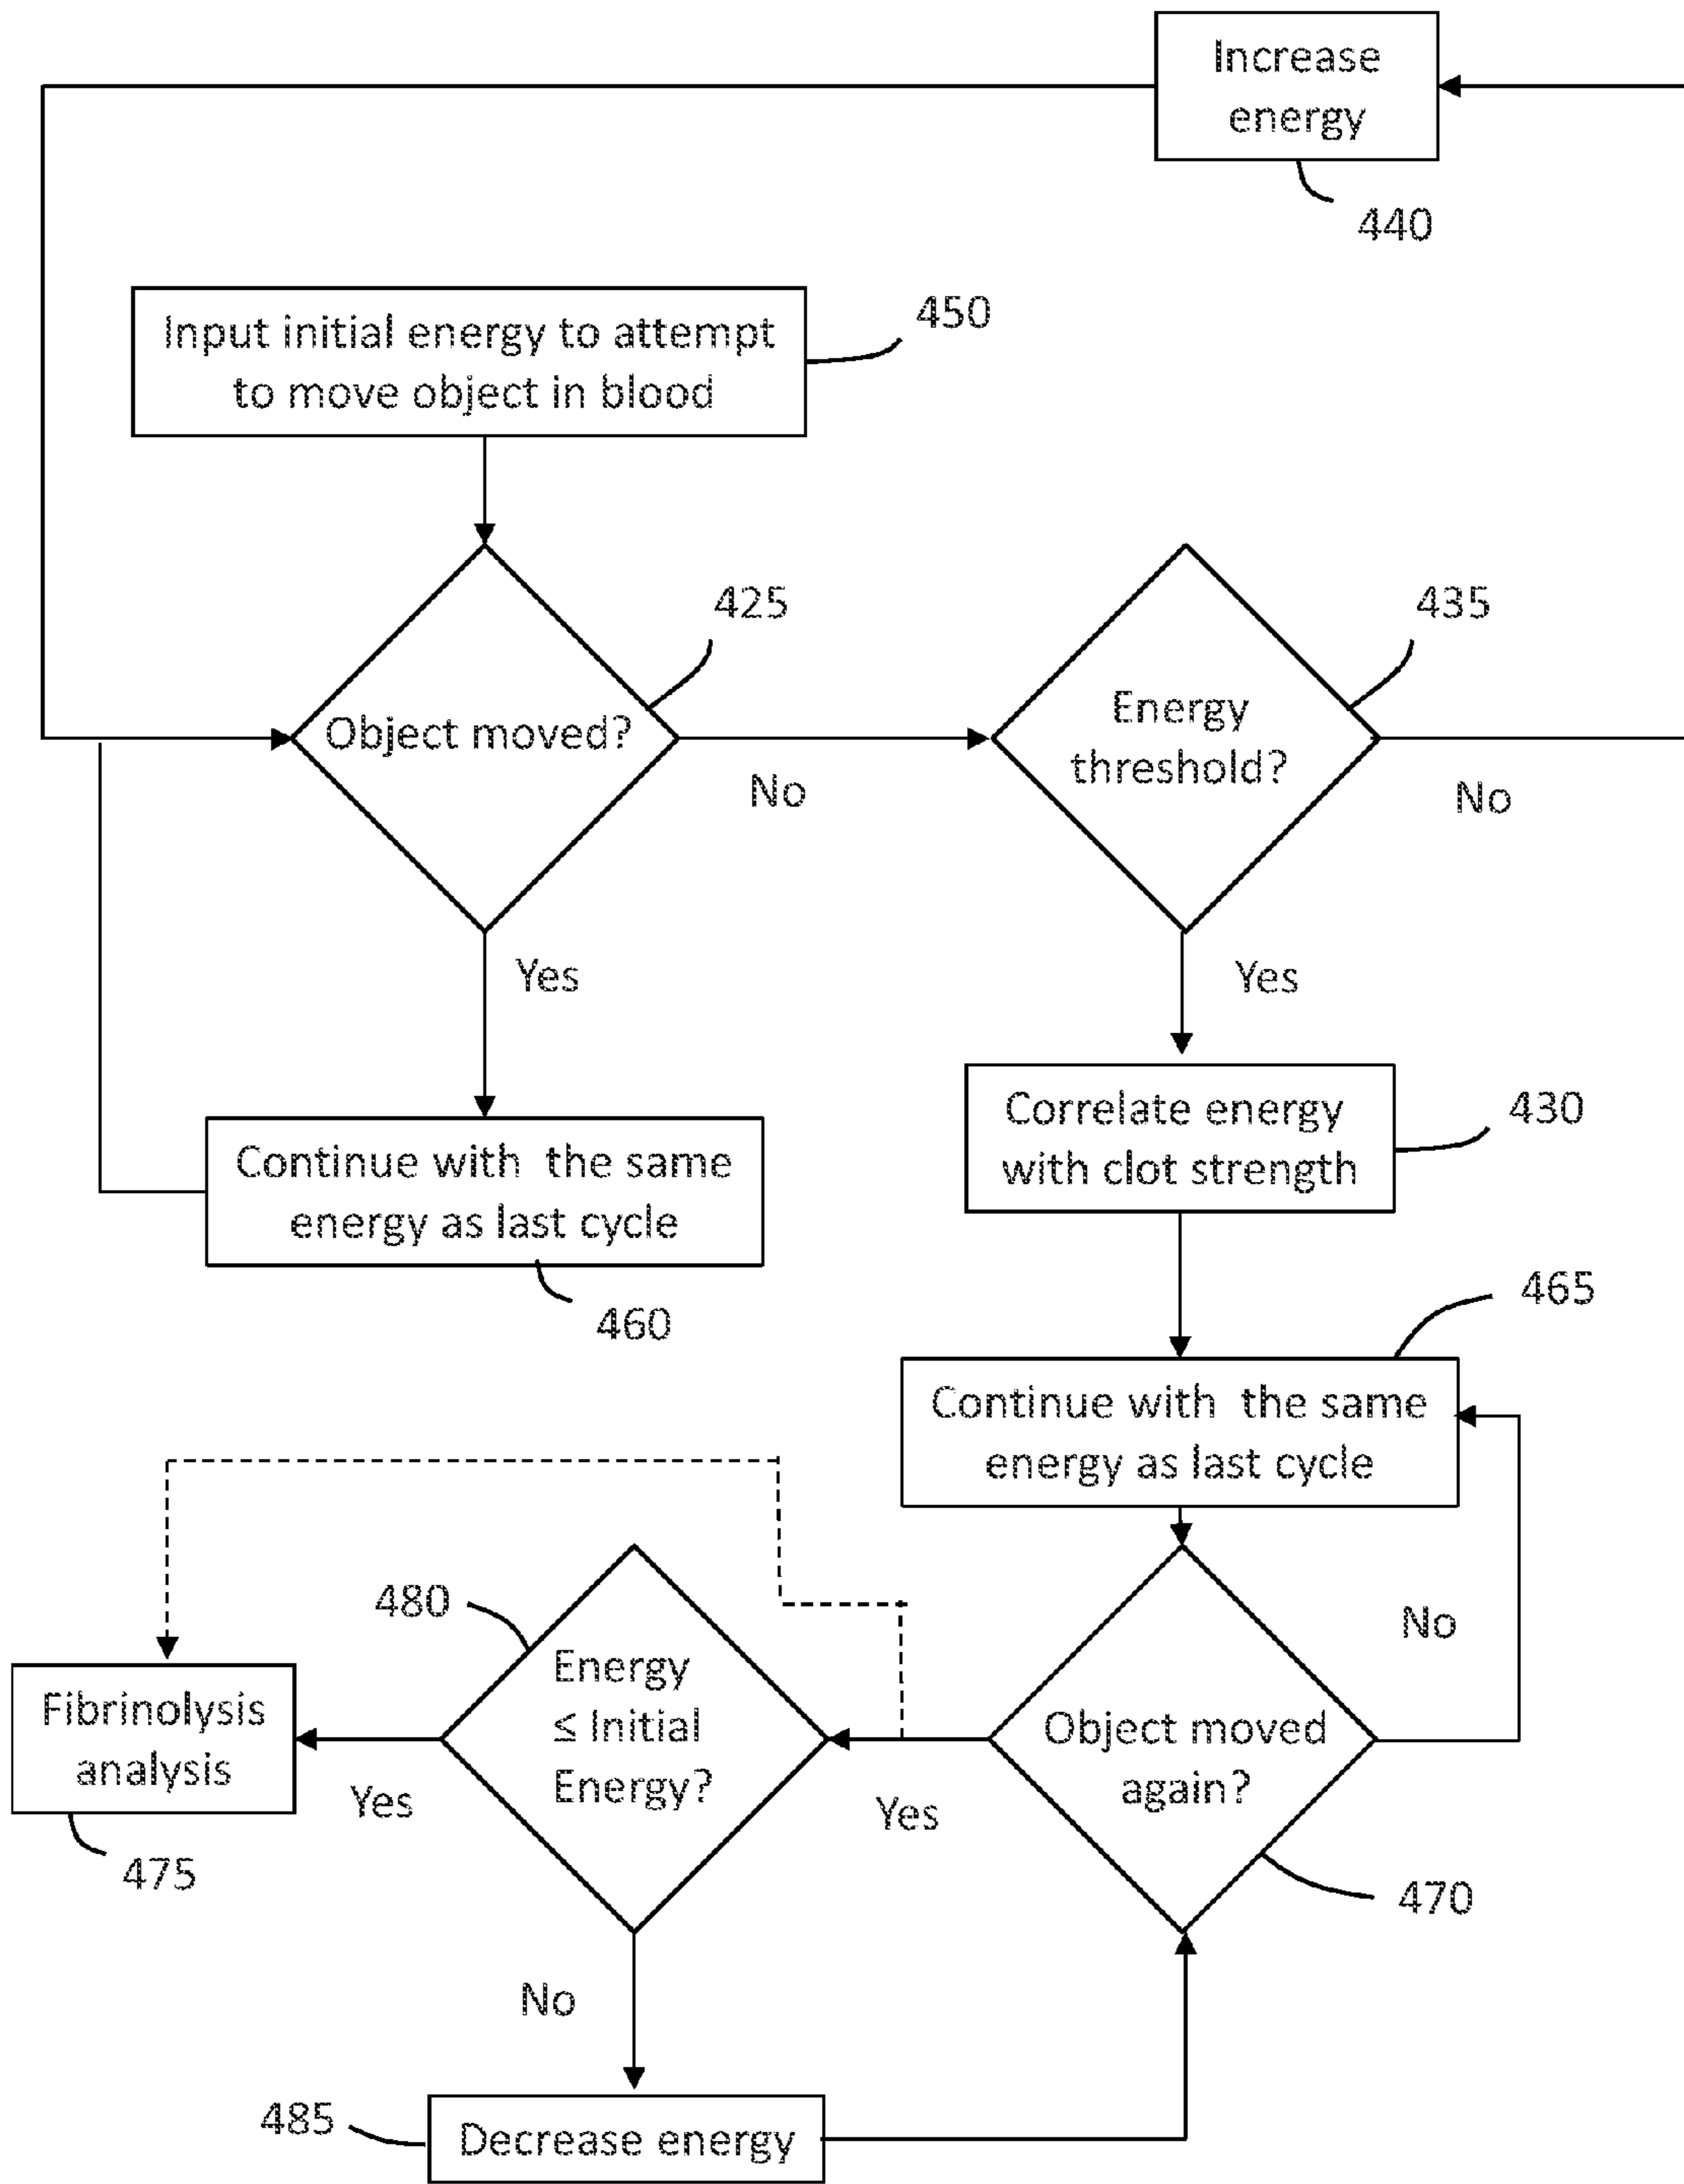 Increase
energy
440
Input initial energy to attempt
to move object in blood
450
425
Object moved?
No
Yes
435
Energy
threshold?
No
Yes
Continue with the same
energy as last cycle
460
Correlate energy
with clot strength
430
465
Continue with the same
energy as last cycle
No
Object moved
again?
470
Yes
480
Energy
≤ Initial
Energy?
Yes
No
Fibrinolysis
analysis
475
485
Decrease energy